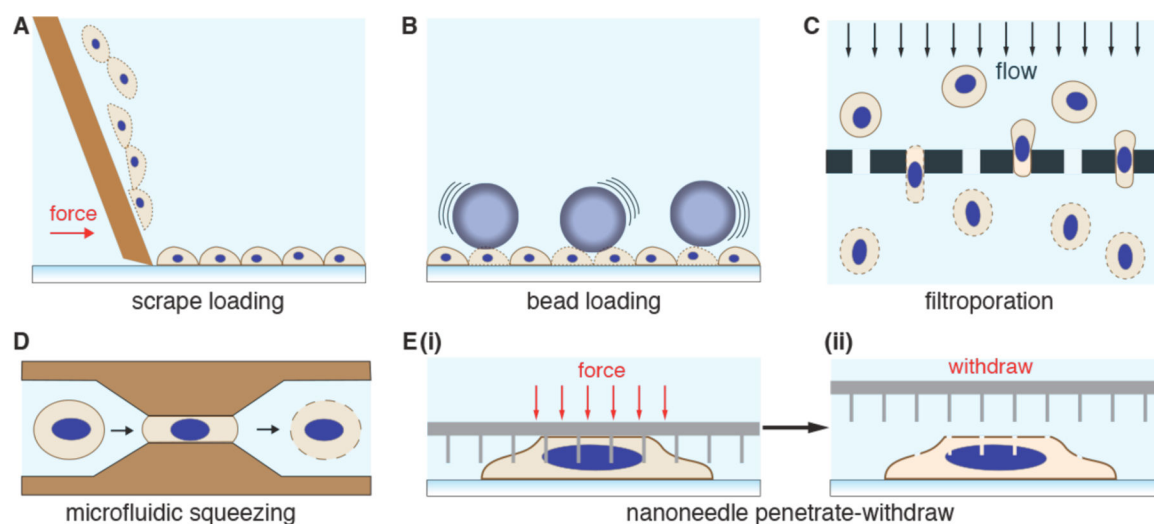 A
force
scrape loading
B
bead loading
C
flow
filtroporation
D
microfluidic squeezing
E (i)
force
(ii)
withdraw
nanoneedle penetrate-withdraw